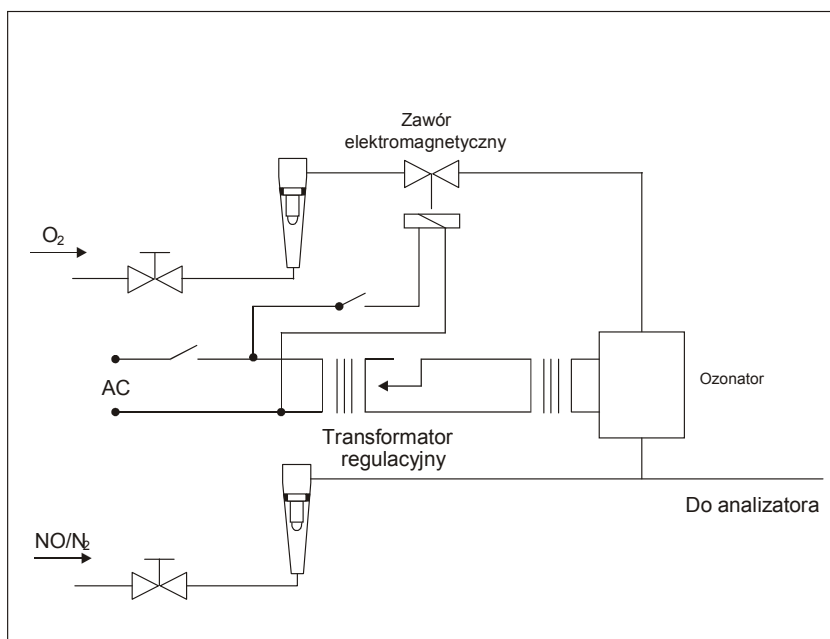 Zawór
elektromagnetyczny
O₂
AC
Ozonator
Transformator
regulacyjny
Do analizatora
NO/N₂